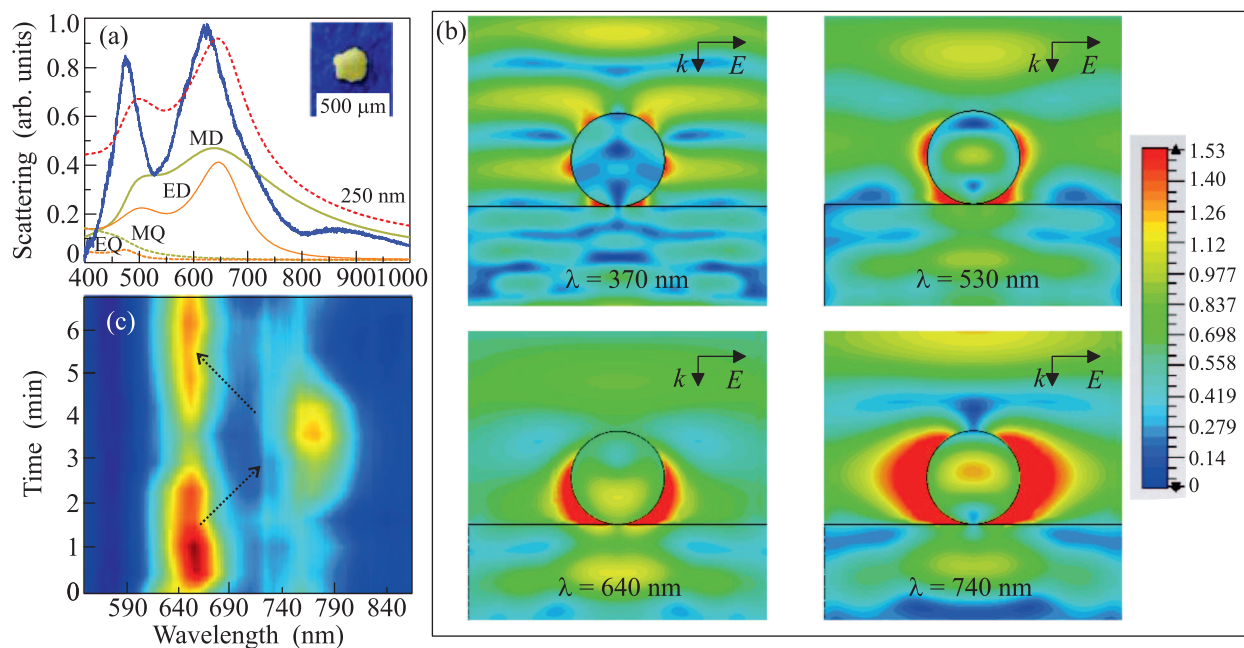 (a)
Scattering (arb. units)
1.0
0.8
0.6
0.4
0.2
0
500 μm
MD
ED
250 nm
EQ
MQ
400 500 600 700 800 900 1000
(c)
Time (min)
6
5
4
3
2
1
0
590 640 690 740 790 840
Wavelength (nm)
(b)
k E
λ = 370 nm
k E
λ = 530 nm
k E
λ = 640 nm
k E
λ = 740 nm
1.53
1.40
1.26
1.12
0.977
0.837
0.698
0.558
0.419
0.279
0.14
0